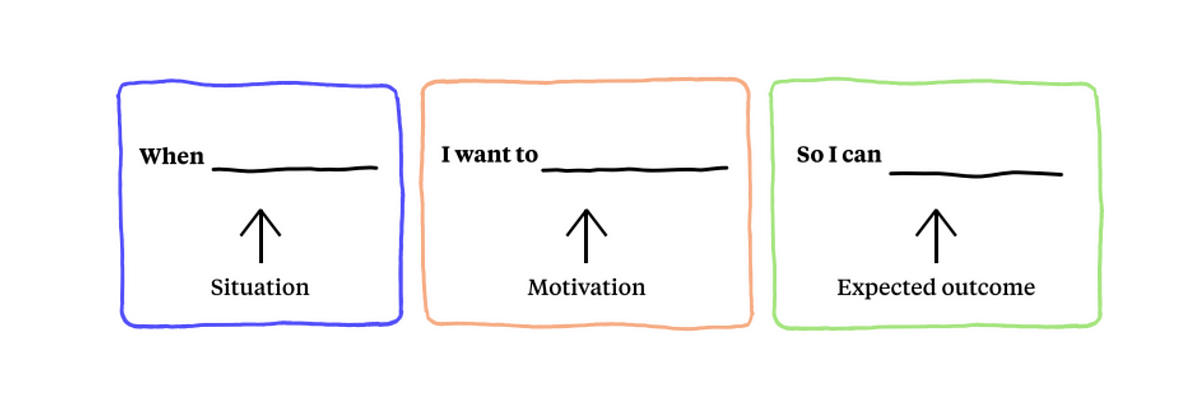 When
Situation
I want to
Motivation
So I can
Expected outcome